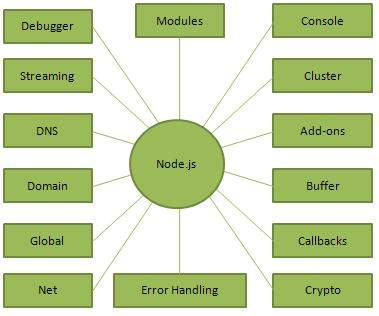 Debugger
Modules
Console
Streaming
Cluster
DNS
Add-ons
Node.js
Domain
Buffer
Global
Callbacks
Net
Error Handling
Crypto